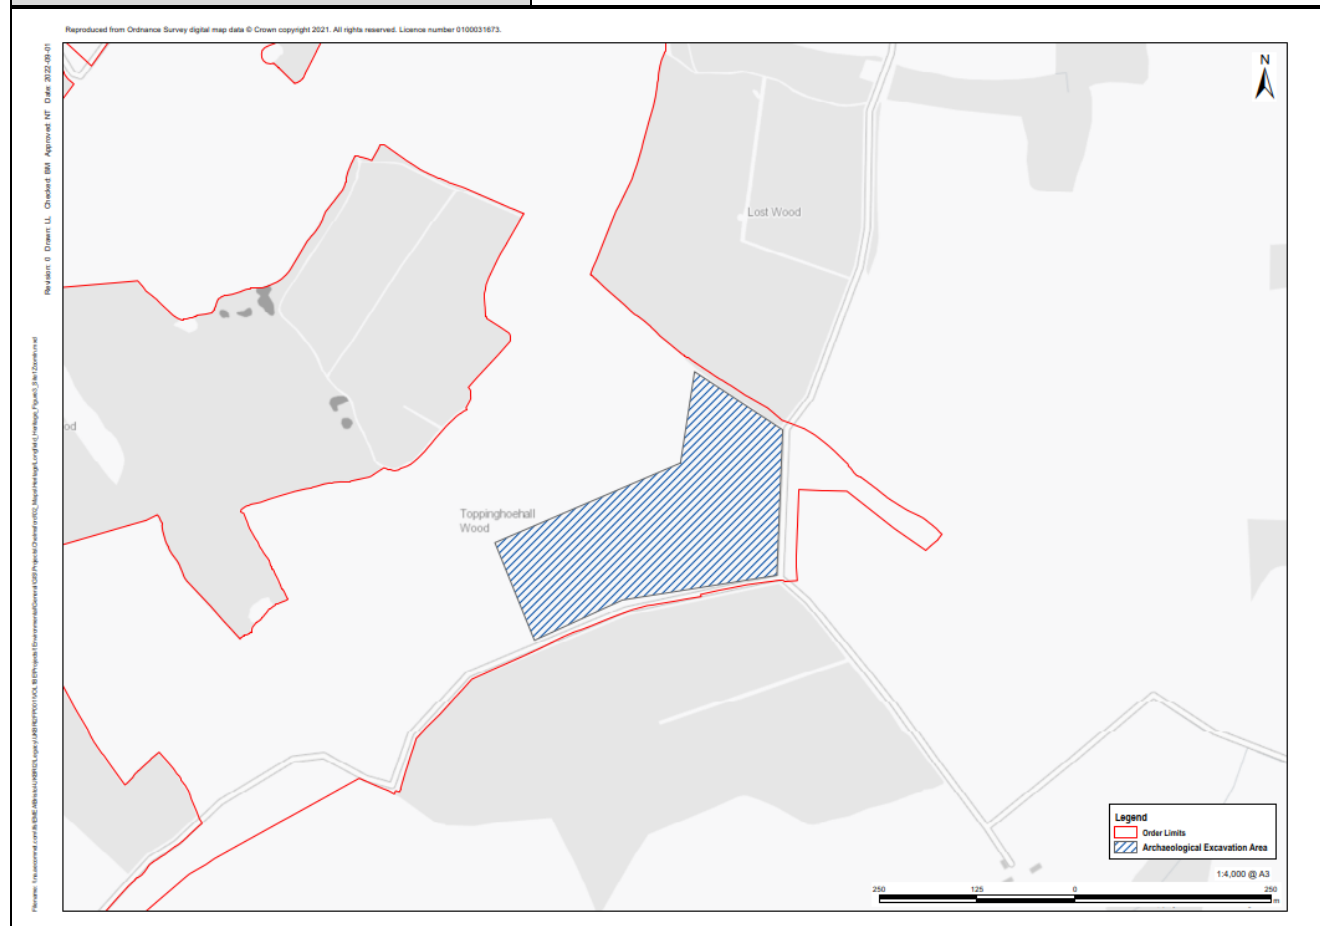 Reproduced from Ordnance Survey digital map data © Crown copyright 2021. All rights reserved. Licence number 0100031673.
Revision: 0 Drawn: LL Checked: BM Approved: NT Date: 2022-09-01
N
Lost Wood
od
Toppinghoehall
Wood
Legend
Order Limits
Archaeological Excavation Area
1:4,000 @ A3
250 125 0 250
m